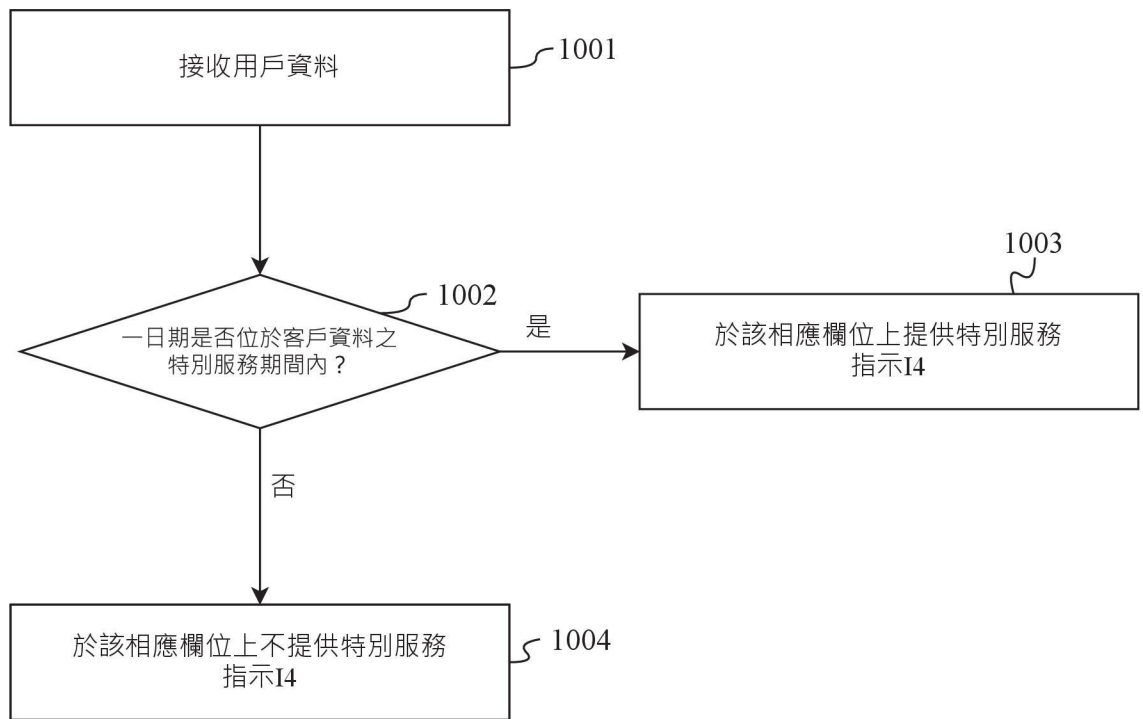 接收用戶資料
1001
1002
一日期是否位於客戶資料之
特別服務期間內？
是
1003
於該相應欄位上提供特別服務
指示I4
否
於該相應欄位上不提供特別服務
指示I4
1004